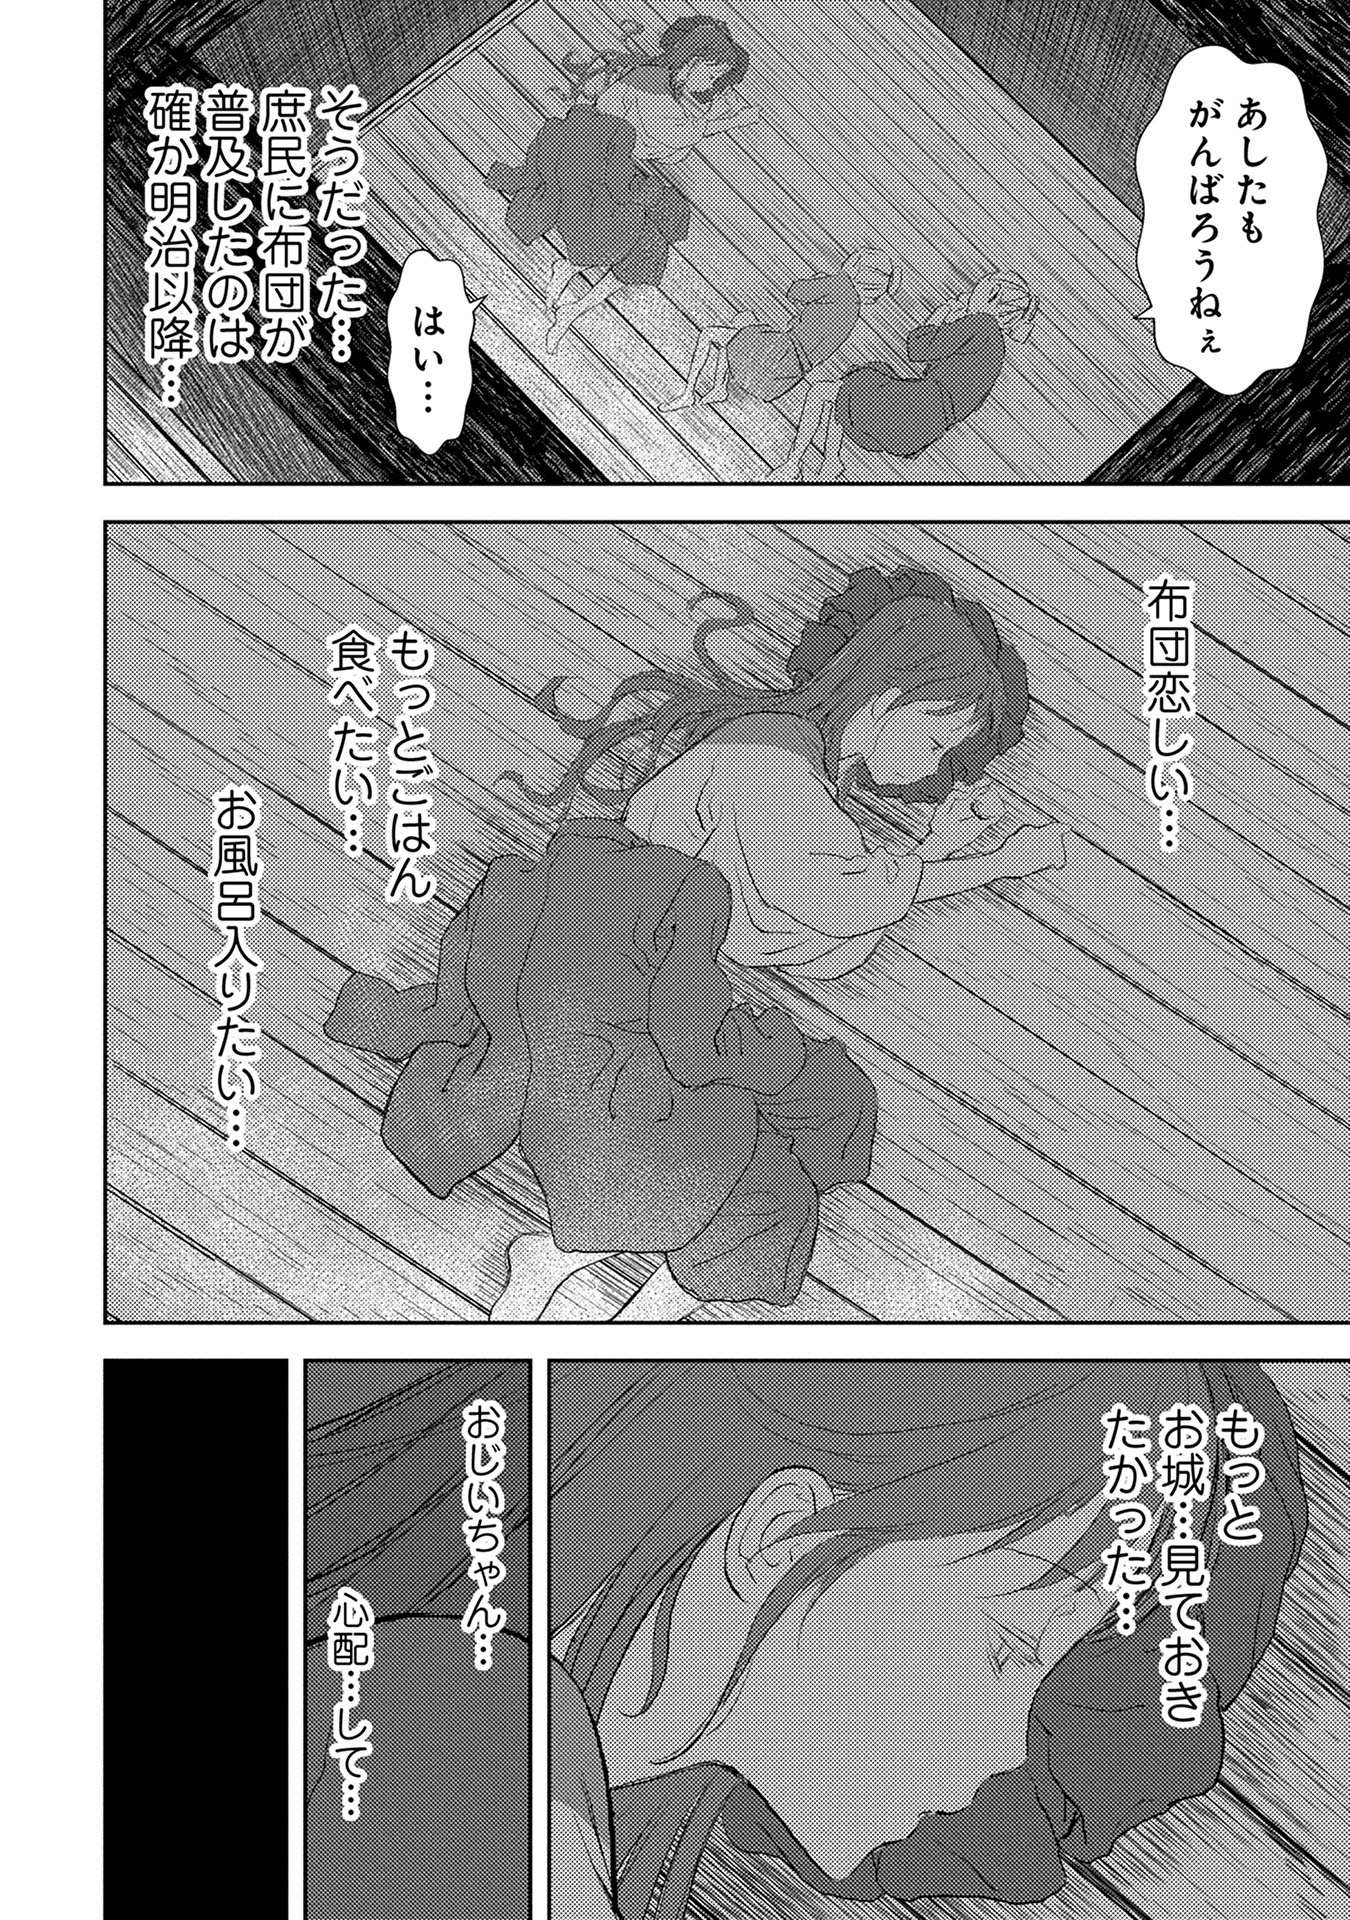 あしたも
がんばろうねぇ
はい…
そうだった…
庶民に布団が
普及したのは
確か明治以降…
布団恋しい…
もっとごはん
食べたい…
お風呂入りたい…
もっと
お城…見ておき
たかった…
おじいちゃん…
心配…して…